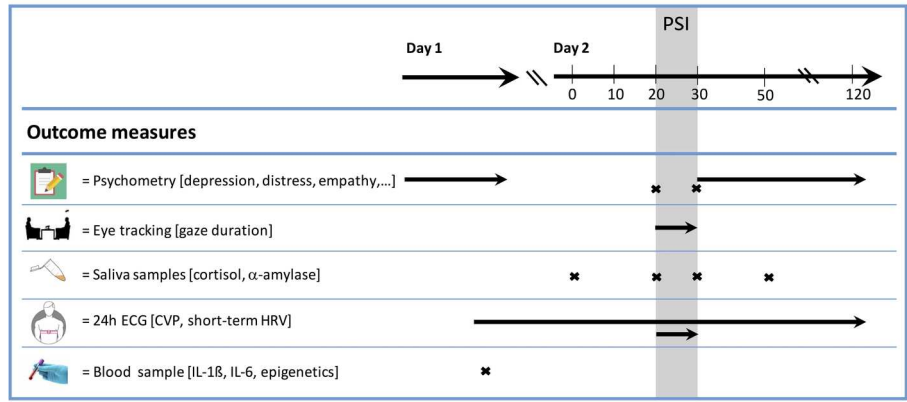 PSI
Day 1 Day 2
0 10 20 30 50 120
Outcome measures
= Psychometry [depression, distress, empathy,...]
= Eye tracking [gaze duration]
= Saliva samples [cortisol, α-amylase]
= 24h ECG [CVP, short-term HRV]
= Blood sample [IL-1ß, IL-6, epigenetics]